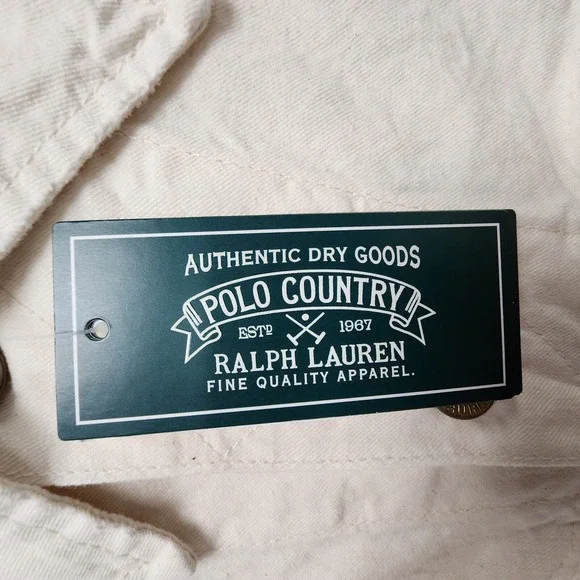 AUTHENTIC DRY GOODS
POLO COUNTRY
ESTD 1967
RALPH LAUREN
FINE QUALITY APPAREL.